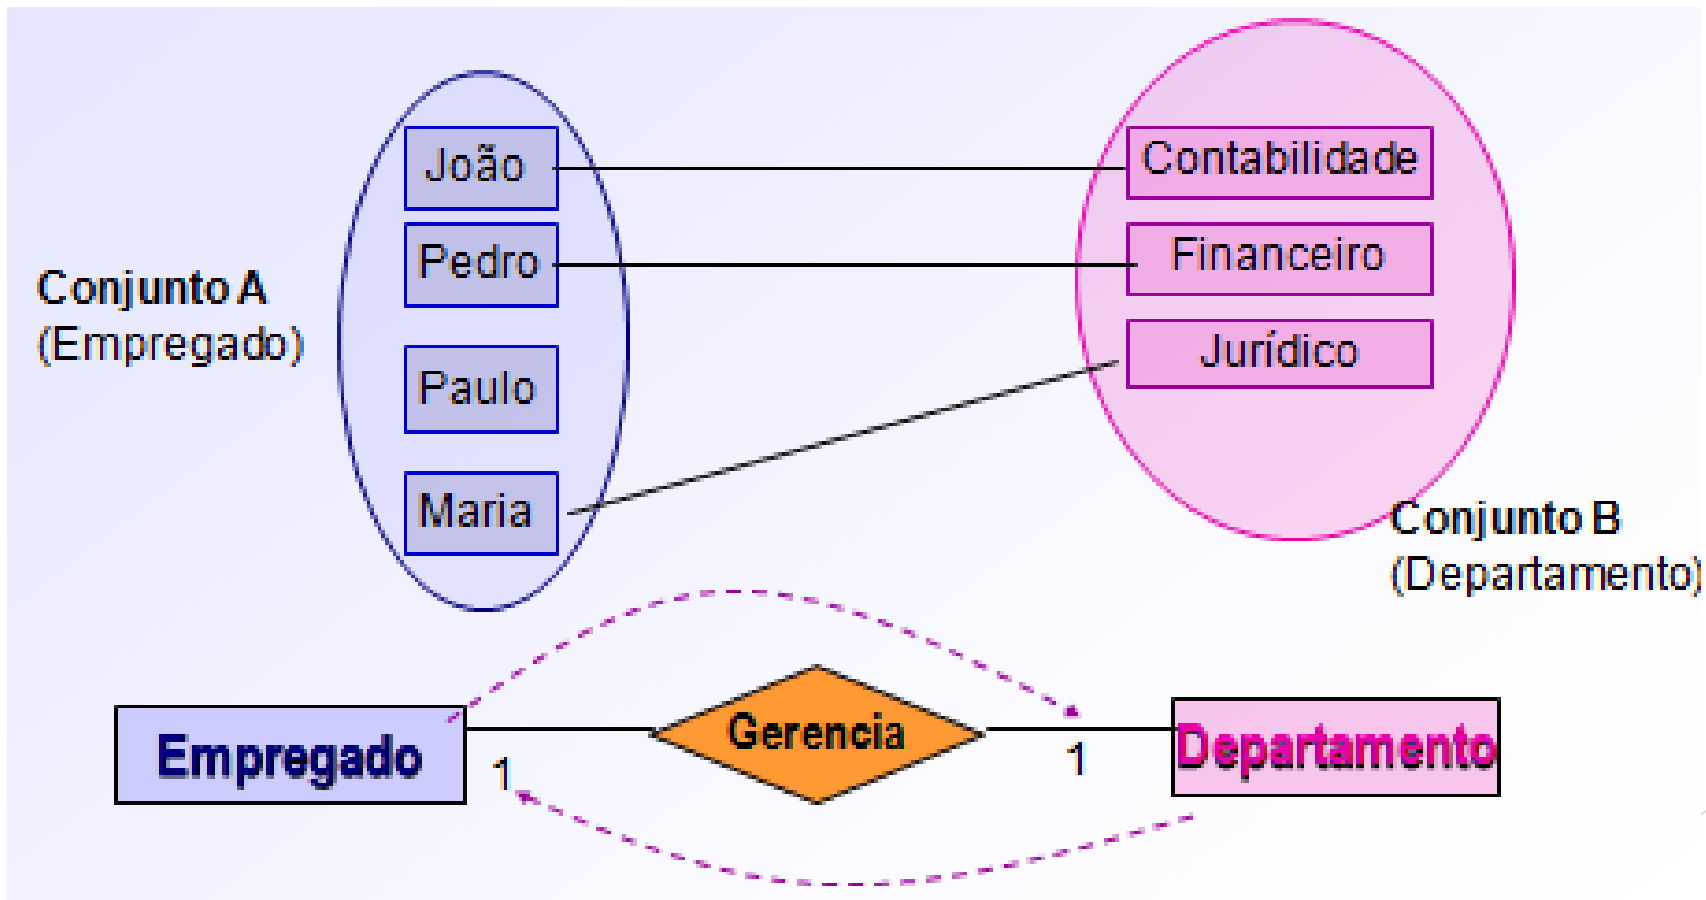 João
Contabilidade
Pedro
Financeiro
Conjunto A
(Empregado)
Jurídico
Paulo
Maria
Conjunto B
(Departamento)
Gerencia
Empregado
1
1
Departamento